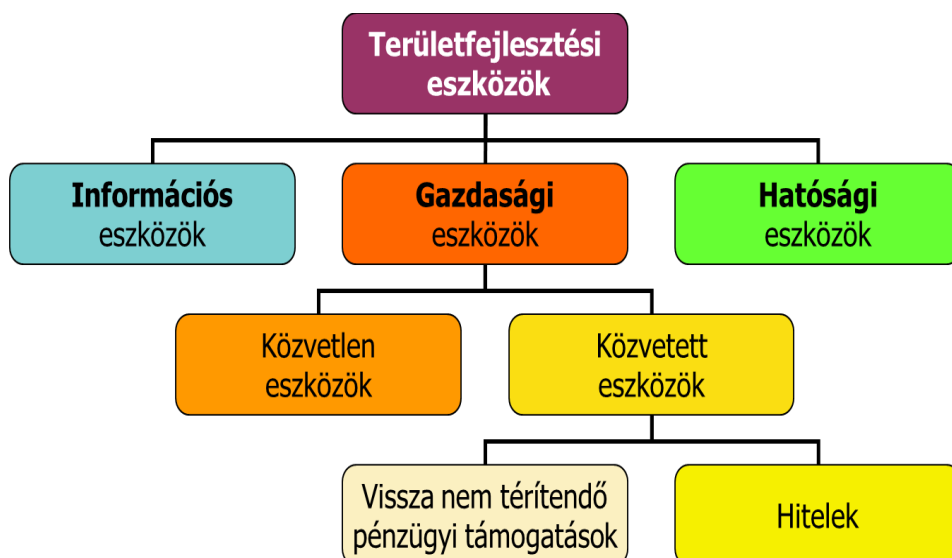 Területfejlesztési
eszközök
Információs
eszközök
Gazdasági
eszközök
Hatósági
eszközök
Közvetlen
eszközök
Közvetett
eszközök
Vissza nem térítendő
pénzügyi támogatások
Hitelek